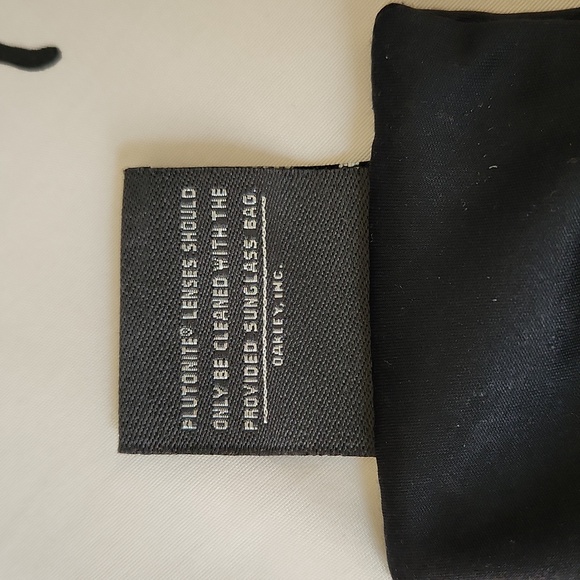 PLUTONITE® LENSES SHOULD
ONLY BE CLEANED WITH THE
PROVIDED SUNGLASS BAG.
OAKLEY, INC.